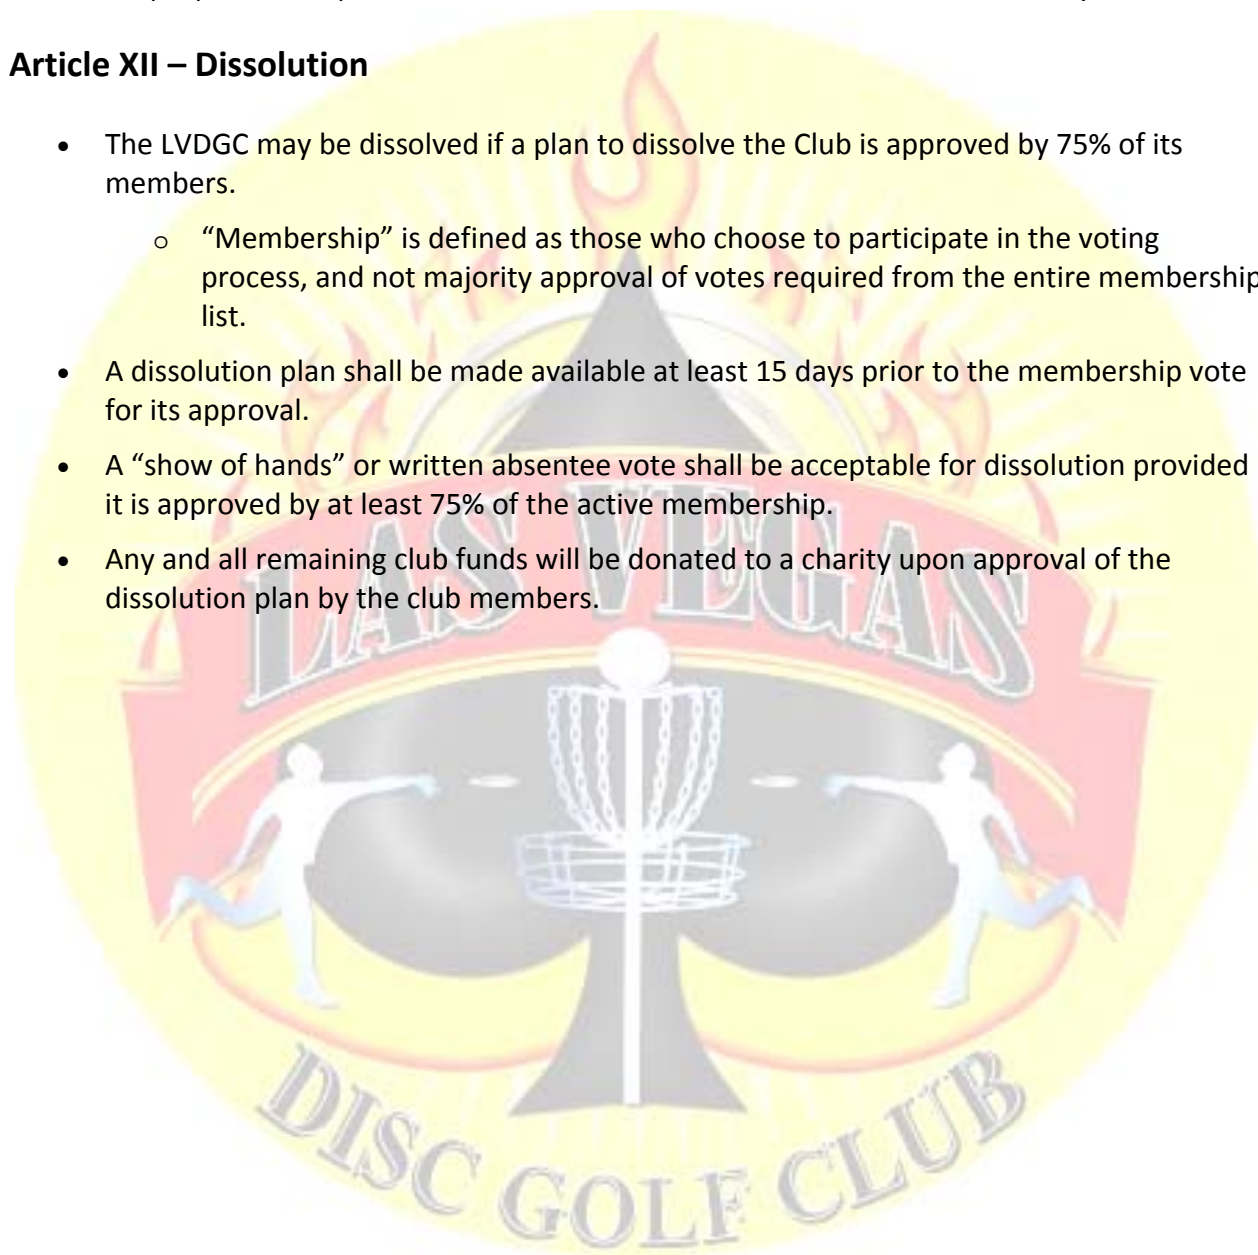 Article XII – Dissolution
• The LVDGC may be dissolved if a plan to dissolve the Club is approved by 75% of its
members.
o “Membership” is defined as those who choose to participate in the voting
process, and not majority approval of votes required from the entire membership
list.
• A dissolution plan shall be made available at least 15 days prior to the membership vote
for its approval.
• A “show of hands” or written absentee vote shall be acceptable for dissolution provided
it is approved by at least 75% of the active membership.
• Any and all remaining club funds will be donated to a charity upon approval of the
dissolution plan by the club members.
LAS VEGAS
DISC GOLF CLUB